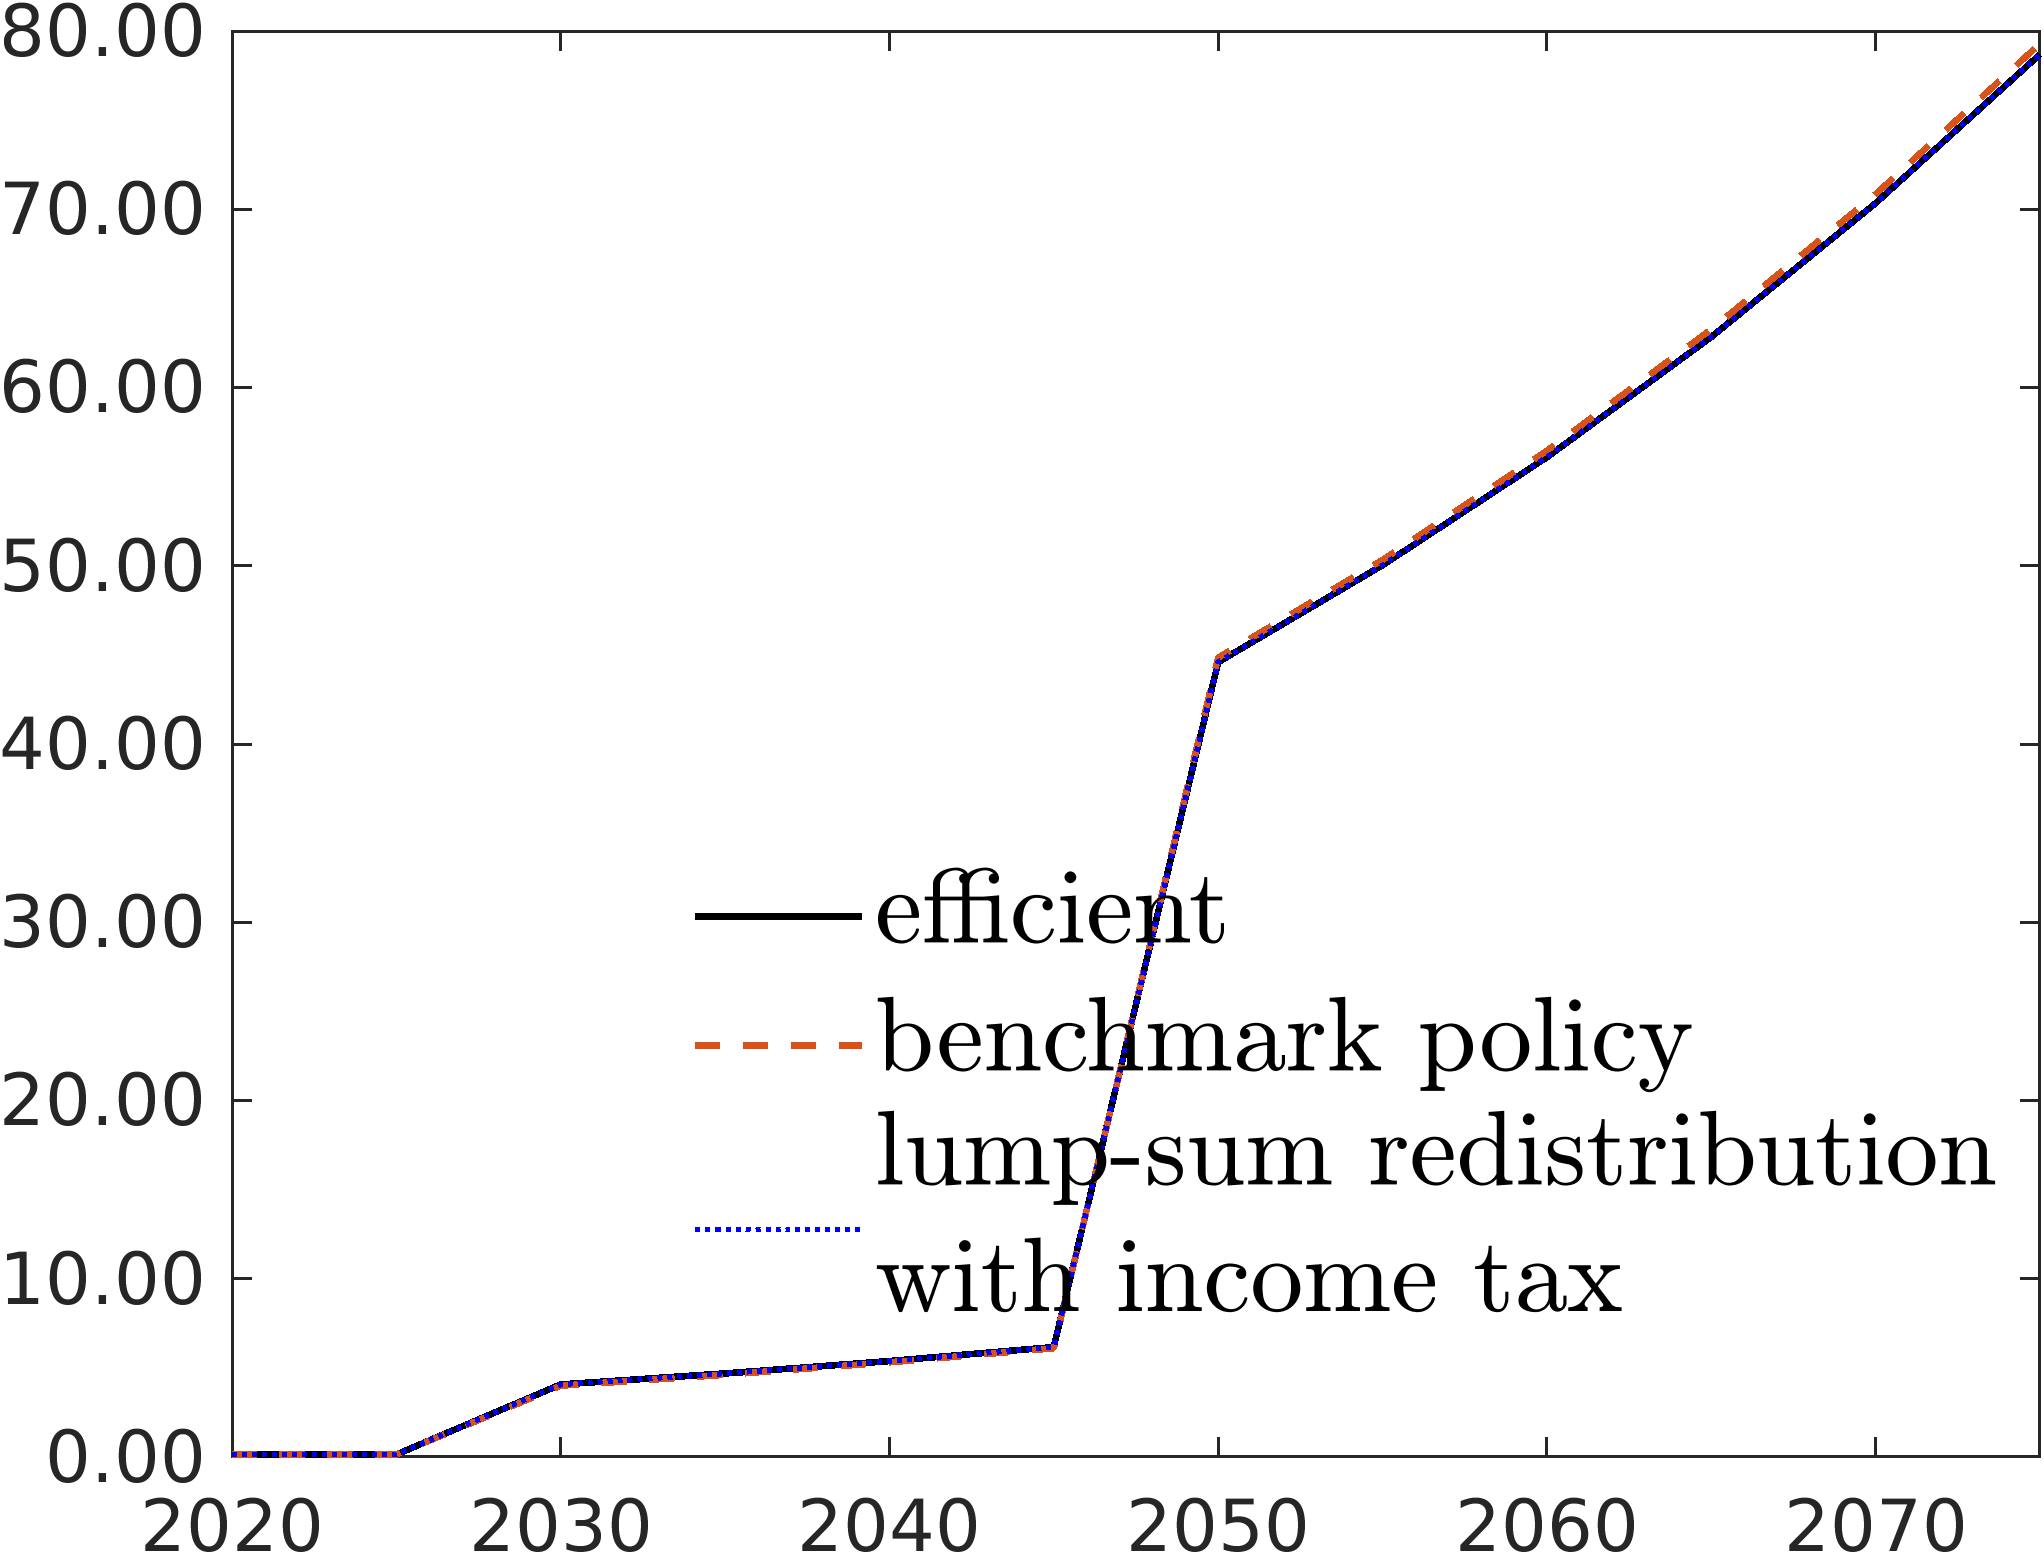 80.00
70.00
60.00
50.00
40.00
30.00
20.00
10.00
0.00
efficient
benchmark policy
lump-sum redistribution
with income tax
2020 2030 2040 2050 2060 2070